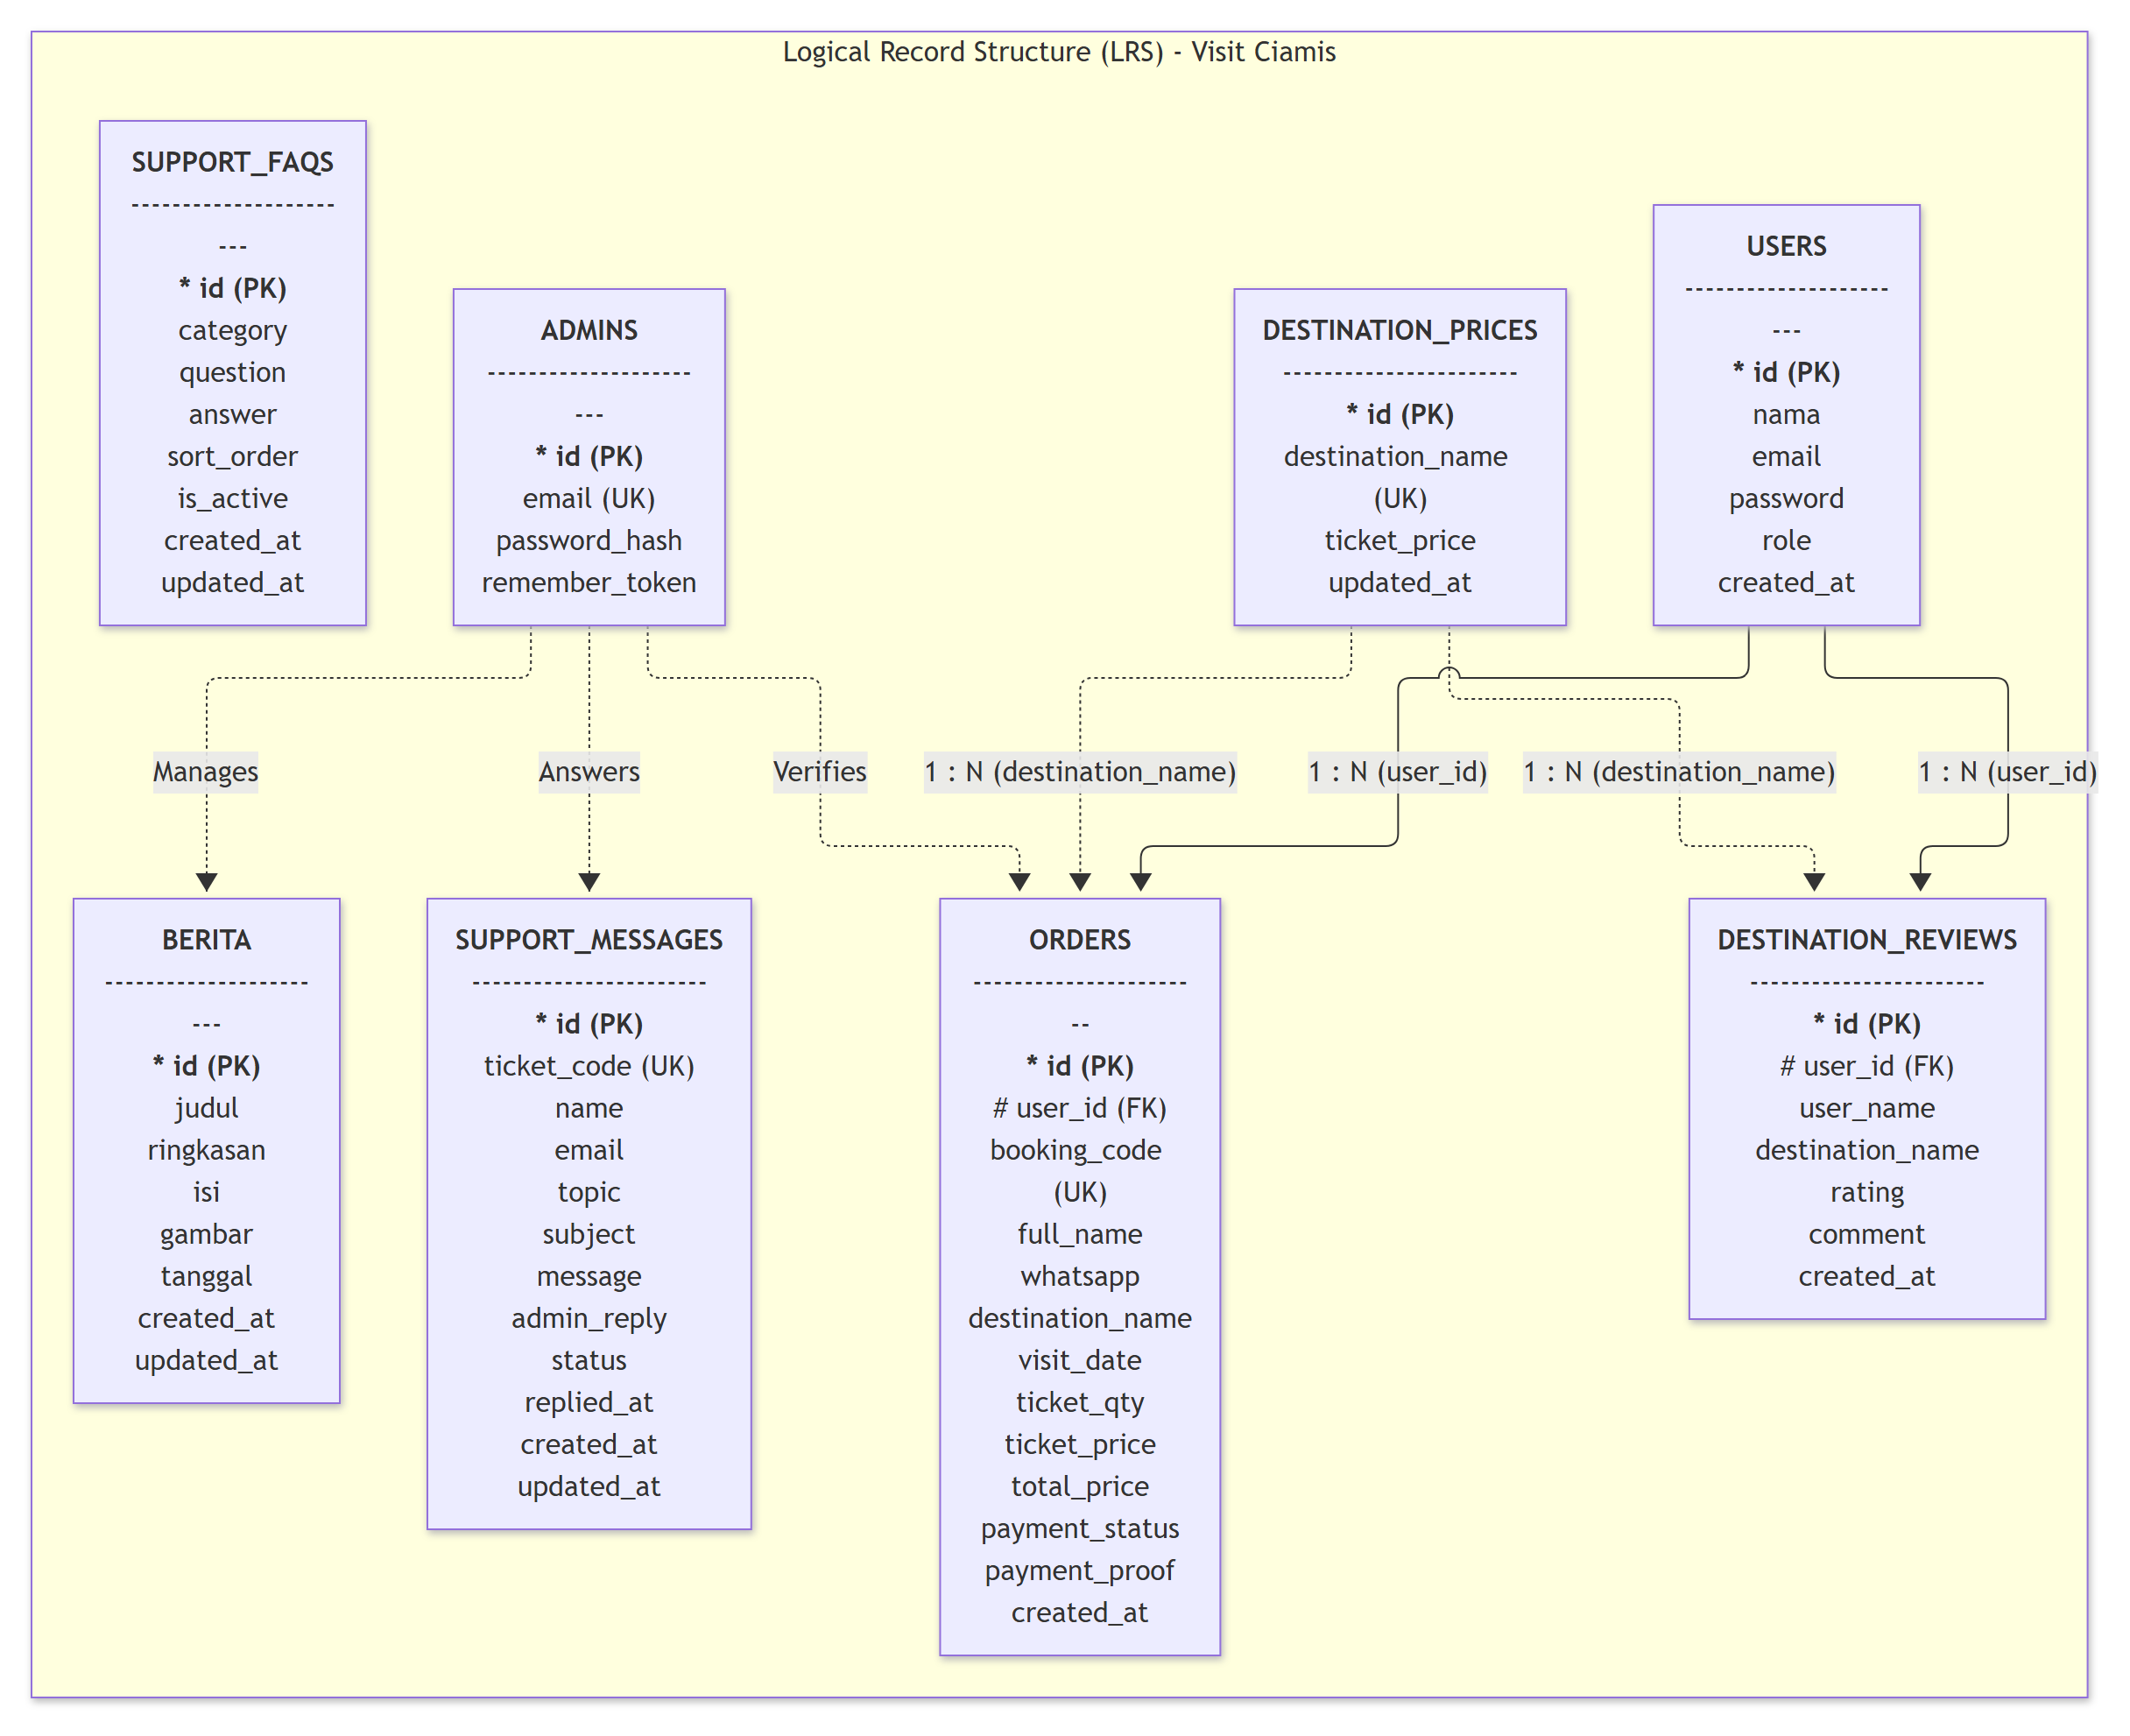 Logical Record Structure (LRS) - Visit Ciamis
SUPPORT_FAQS
--------------------
---
* id (PK)
category
question
answer
sort_order
is_active
created_at
updated_at
ADMINS
--------------------
---
* id (PK)
email (UK)
password_hash
remember_token
DESTINATION_PRICES
-----------------------
* id (PK)
destination_name
(UK)
ticket_price
updated_at
USERS
--------------------
---
* id (PK)
nama
email
password
role
created_at
Manages
Answers
Verifies
1 : N (destination_name)
1 : N (user_id)
1 : N (destination_name)
1 : N (user_id)
BERITA
--------------------
---
* id (PK)
judul
ringkasan
isi
gambar
tanggal
created_at
updated_at
SUPPORT_MESSAGES
-----------------------
* id (PK)
ticket_code (UK)
name
email
topic
subject
message
admin_reply
status
replied_at
created_at
updated_at
ORDERS
---------------------
--
* id (PK)
# user_id (FK)
booking_code
(UK)
full_name
whatsapp
destination_name
visit_date
ticket_qty
ticket_price
total_price
payment_status
payment_proof
created_at
DESTINATION_REVIEWS
-----------------------
* id (PK)
# user_id (FK)
user_name
destination_name
rating
comment
created_at